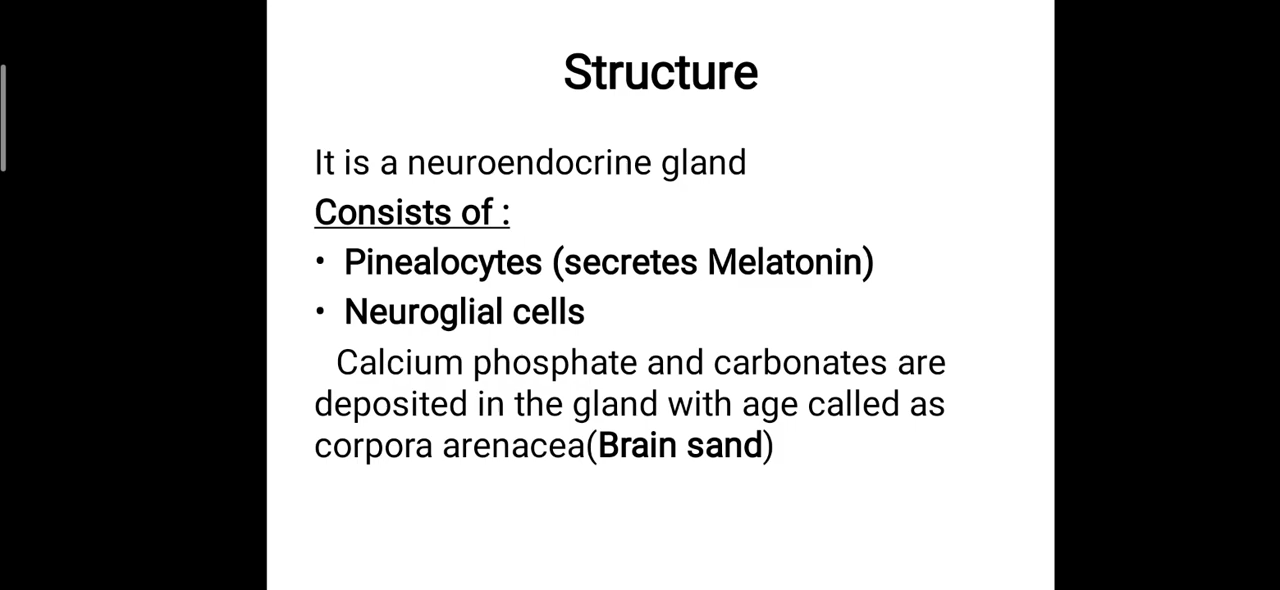 Structure
It is a neuroendocrine gland
Consists of :
• Pinealocytes (secretes Melatonin)
• Neuroglial cells
Calcium phosphate and carbonates are
deposited in the gland with age called as
corpora arenacea(Brain sand)